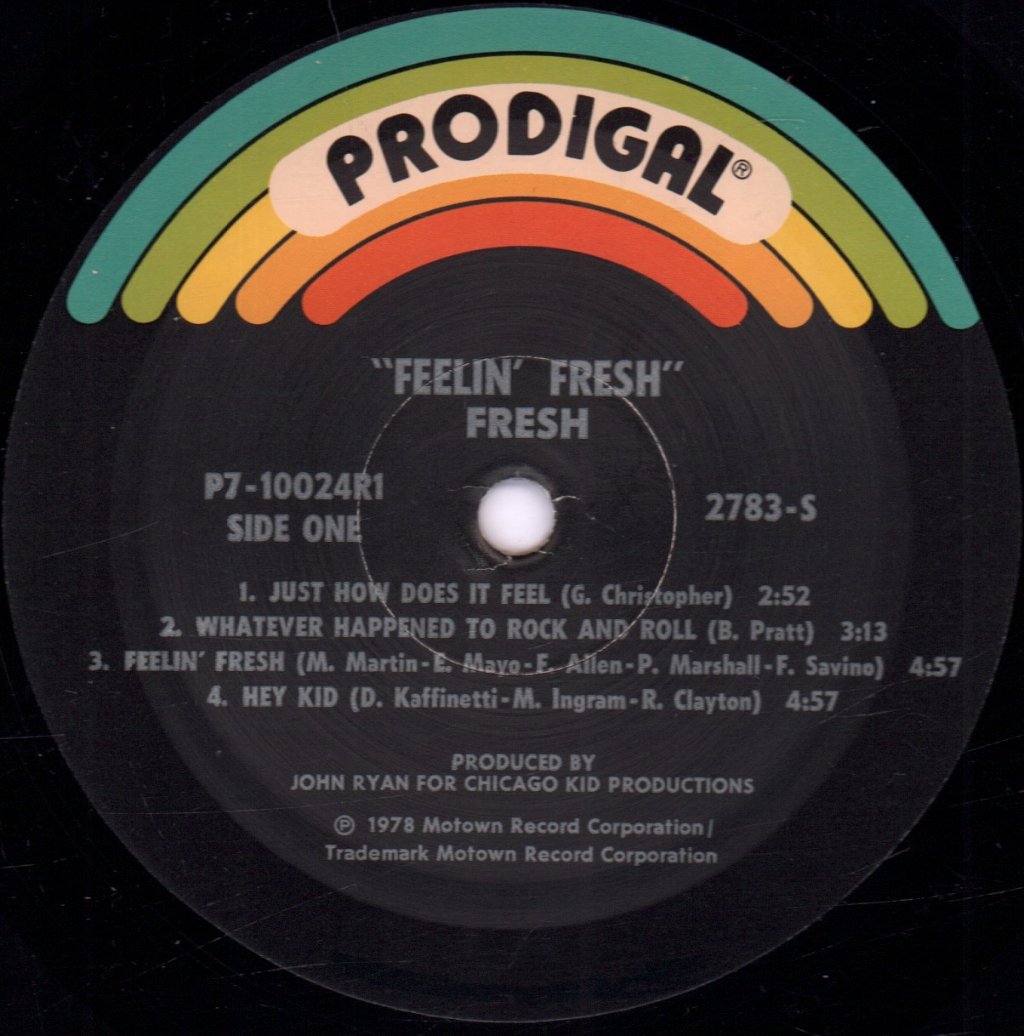 PRODIGAL®
"FEELIN' FRESH"
FRESH
P7-10024R1
SIDE ONE
2783-S
1. JUST HOW DOES IT FEEL (G. Christopher) 2:52
2. WHATEVER HAPPENED TO ROCK AND ROLL (B. Pratt) 3:13
3. FEELIN' FRESH (M. Martin-E. Mayo-E. Allen-P. Marshall-F. Savino) 4:57
4. HEY KID (D. Kaffinetti-M. Ingram-R. Clayton) 4:57
PRODUCED BY
JOHN RYAN FOR CHICAGO KID PRODUCTIONS
℗ 1978 Motown Record Corporation/
Trademark Motown Record Corporation